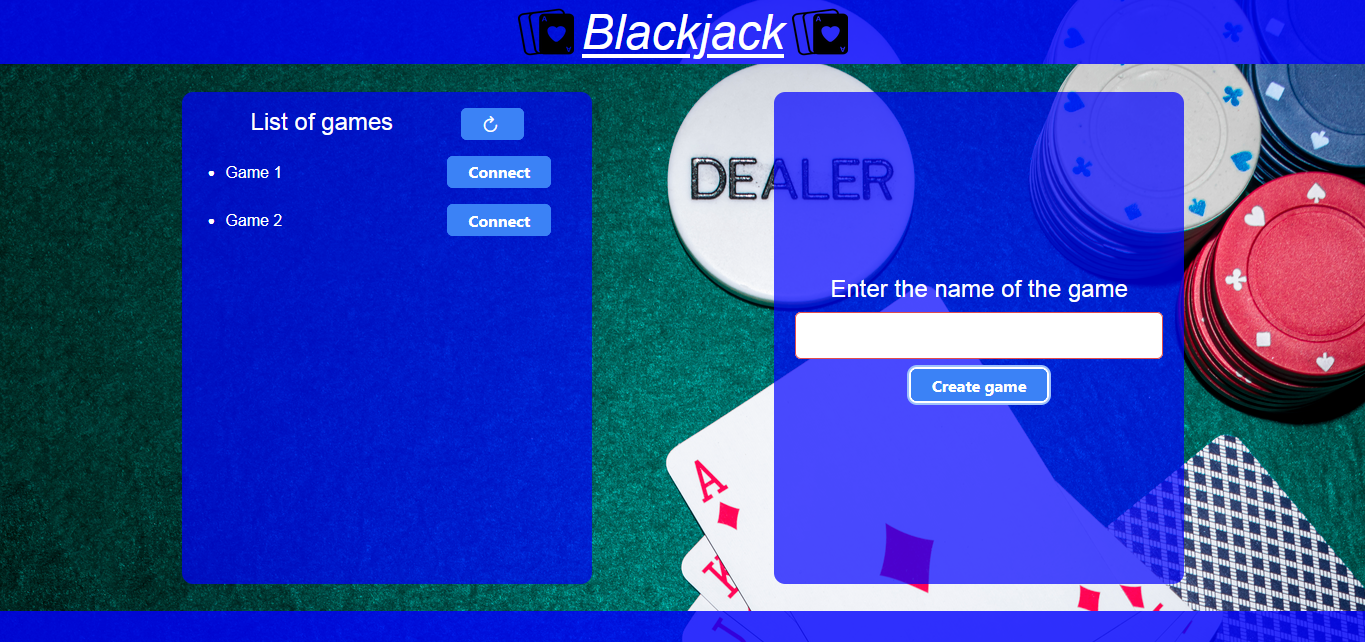 Blackjack
List of games
Game 1
Connect
Game 2
Connect
DEALER
Enter the name of the game
Create game
A
K